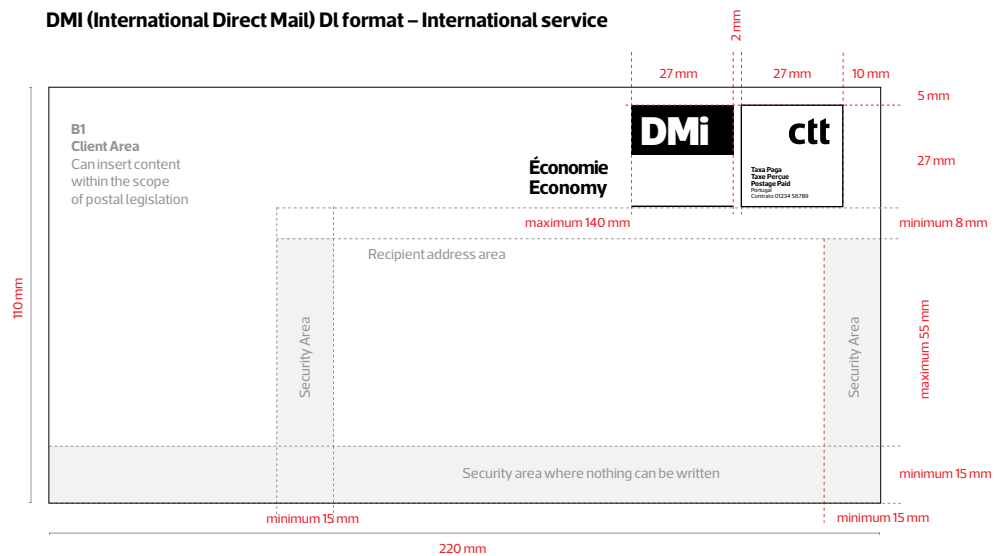 DMI (International Direct Mail) Dl format – International service
2 mm
27 mm
27 mm
10 mm
5 mm
B1
Client Area
Can insert content
within the scope
of postal legislation
DMi
ctt
27 mm
Économie
Economy
Taxa Paga
Taxe Perçue
Postage Paid
Portugal
Contrato 01234 56789
maximum 140 mm
minimum 8 mm
Recipient address area
110 mm
Security Area
Security Area
maximum 55 mm
Security area where nothing can be written
minimum 15 mm
minimum 15 mm
minimum 15 mm
220 mm